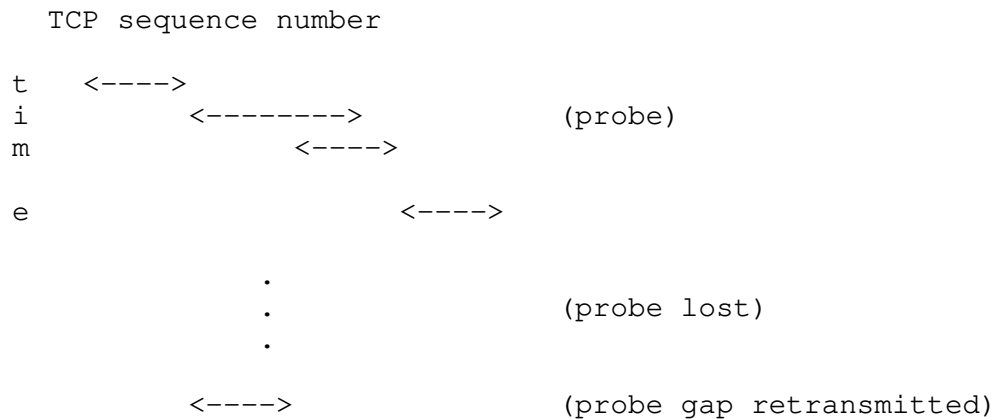 TCP sequence number
t <---->
i <--------> (probe)
m <---->
e <---->
.
. (probe lost)
.
<----> (probe gap retransmitted)